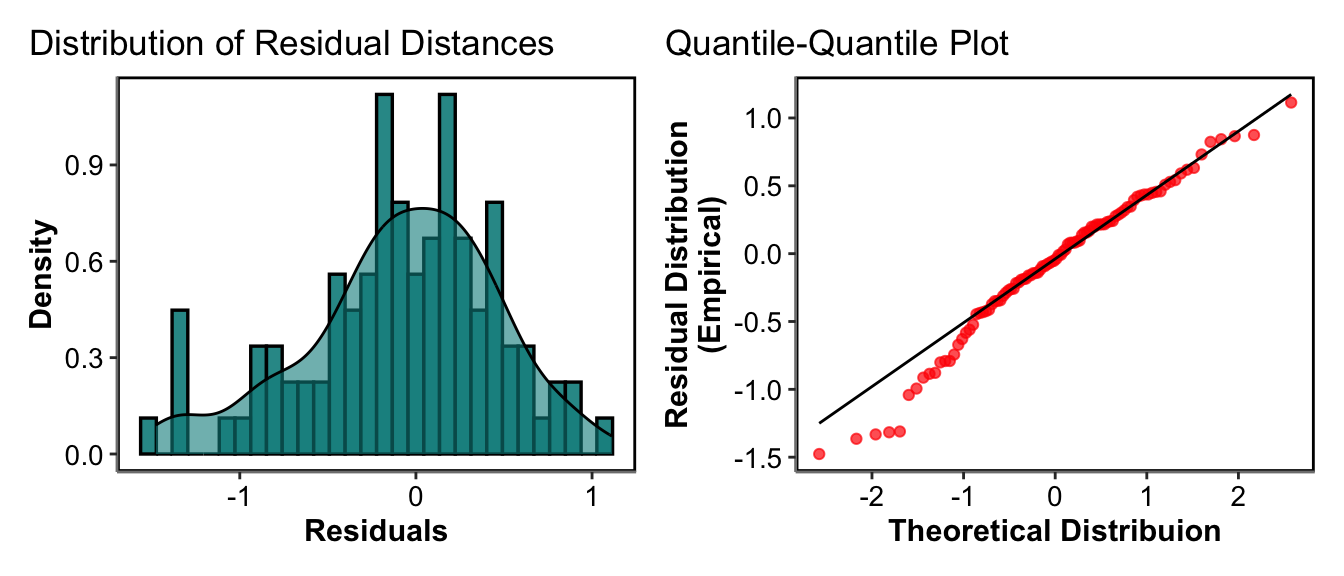 Distribution of Residual Distances
Density
0.9
0.6
0.3
0.0
-1
0
1
Residuals
Quantile-Quantile Plot
Residual Distribution
(Empirical)
1.0
0.5
0.0
-0.5
-1.0
-1.5
-2
-1
0
1
2
Theoretical Distribuion